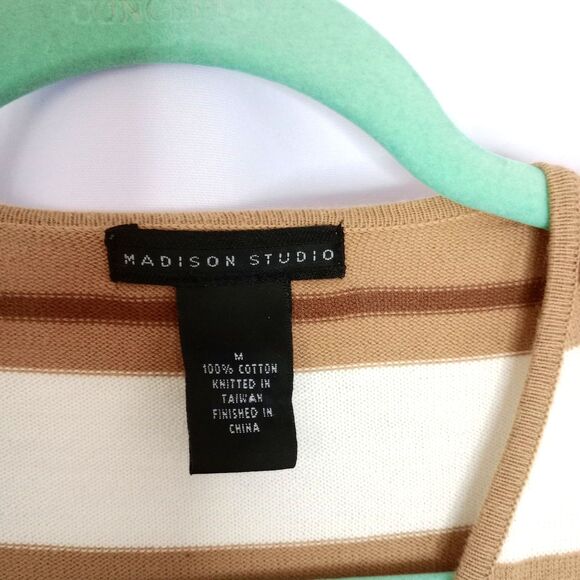 MADISON STUDIO
M
100% COTTON
KNITTED IN
TAIWAN
FINISHED IN
CHINA